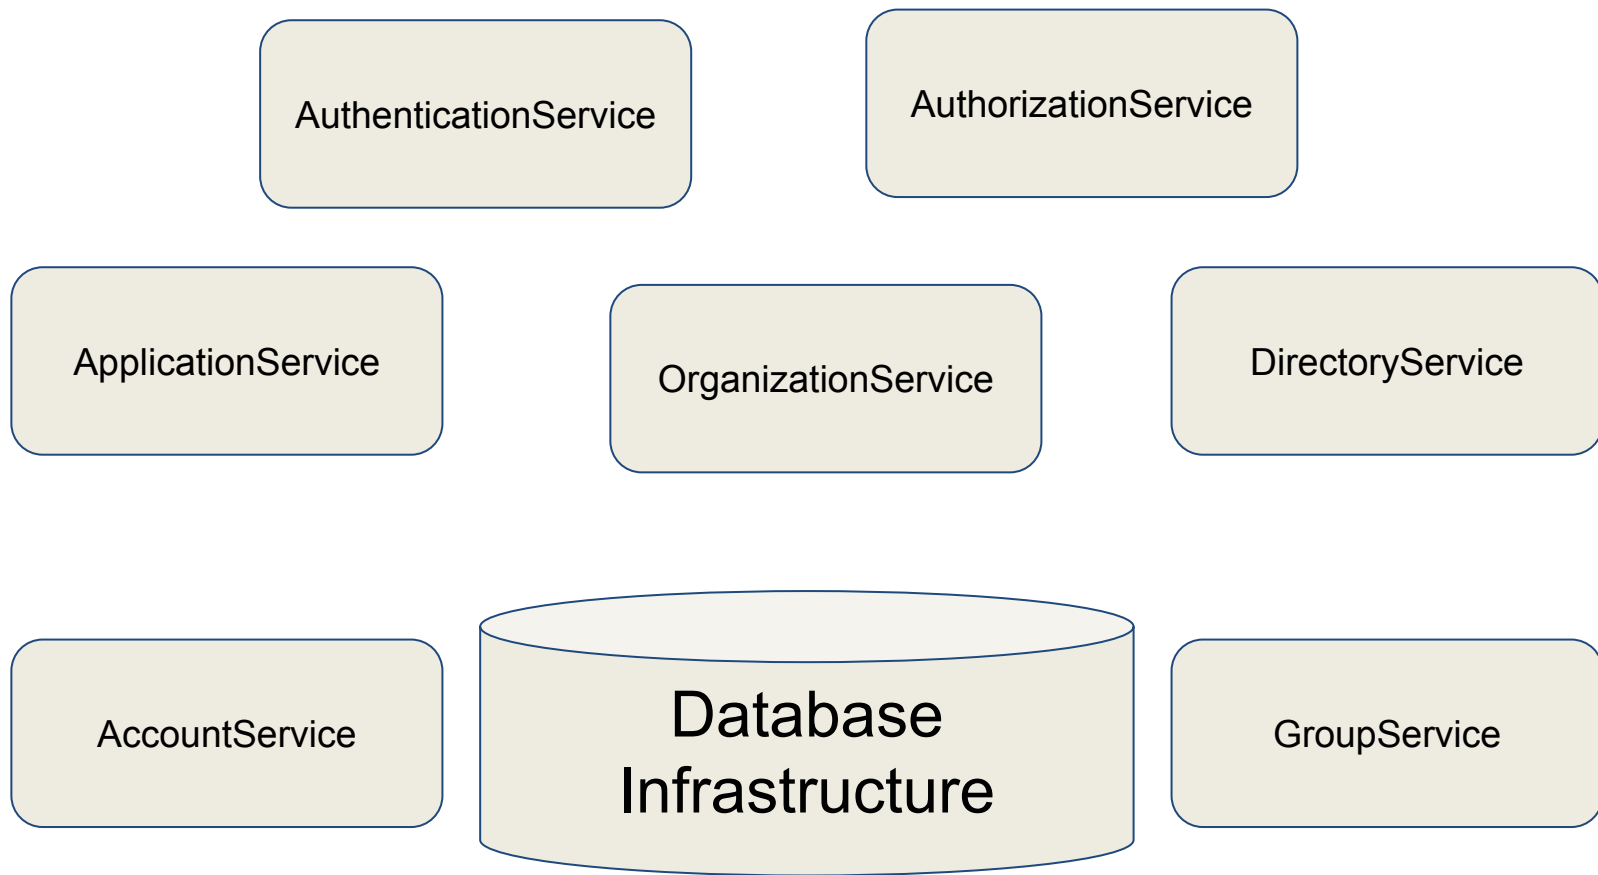 AuthenticationService
AuthorizationService
ApplicationService
OrganizationService
DirectoryService
AccountService
Database
Infrastructure
GroupService